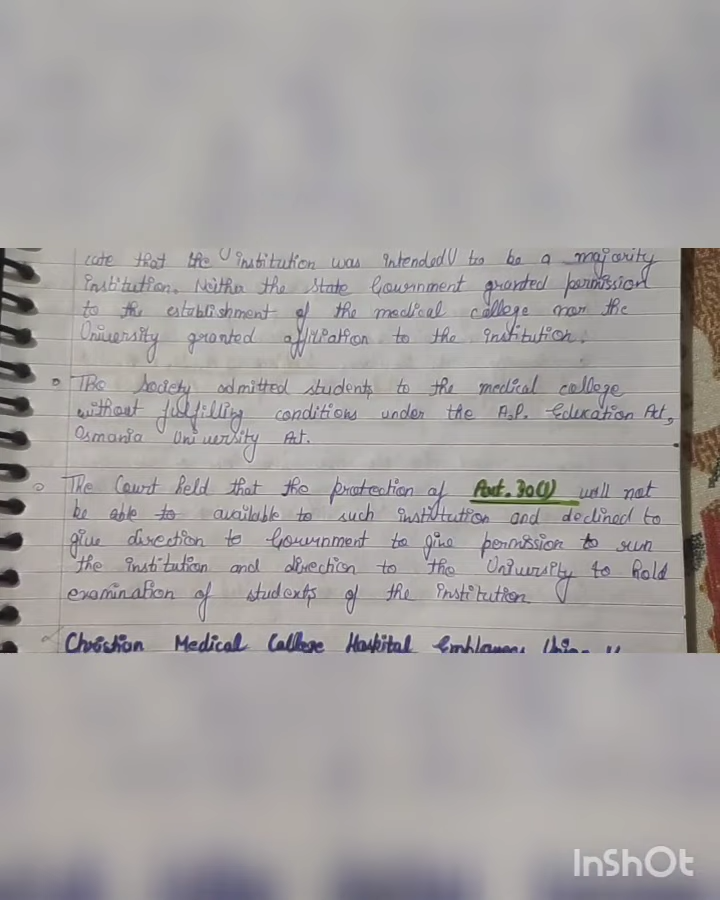 cate that the institution was intended to be a majority
institution. Neither the State Government granted permission
to the establishment of the medical college nor the
University granted affiliation to the institution.
The Society admitted students to the medical college
without fulfilling conditions under the A.P. Education Act,
Osmania University Act.
The Court held that the protection of Art. 30(1) will not
be able to available to such institution and declined to
give direction to Government to give permission to run
the institution and direction to the University to hold
examination of students of the institution
Christian Medical College Hospital Employees Union v.
InShOt